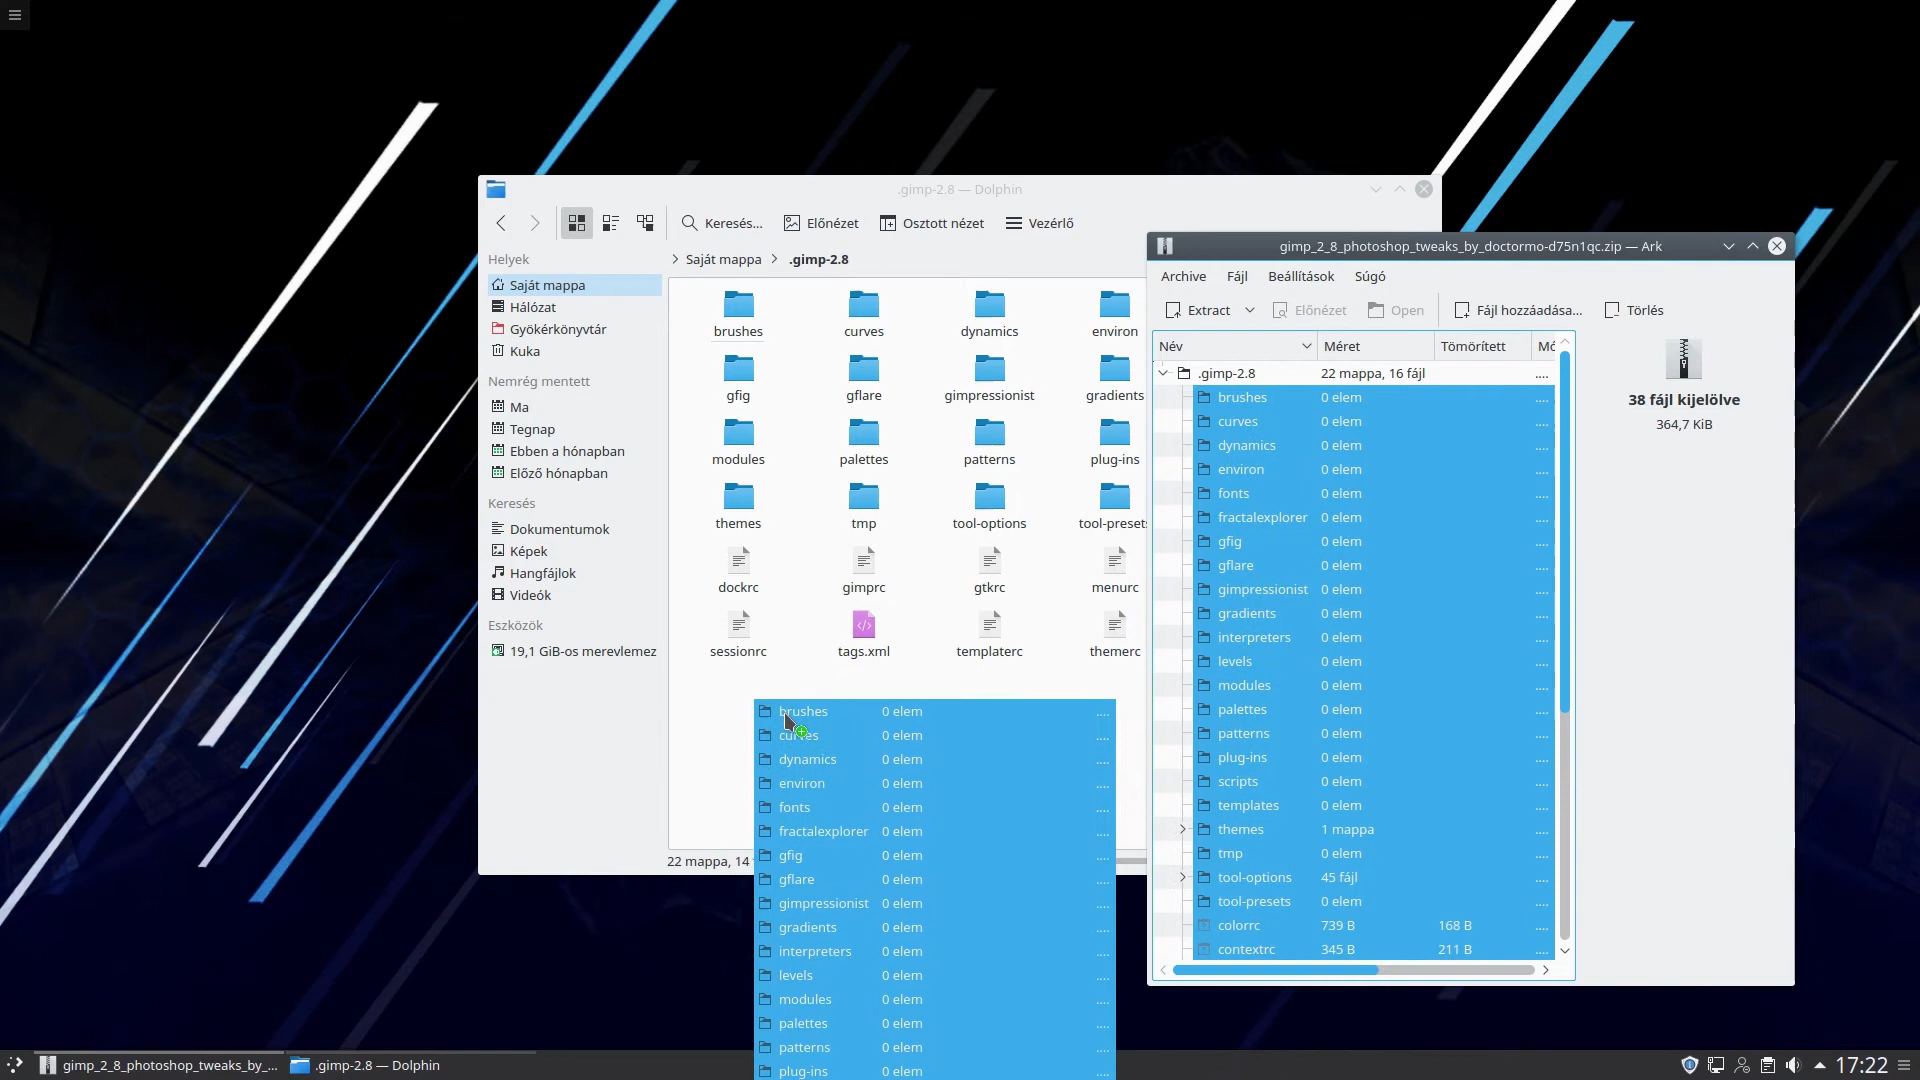 .gimp-2.8 — Dolphin
Keresés...
Előnézet
Osztott nézet
Vezérlő
Helyek
Saját mappa
Hálózat
Gyökérkönyvtár
Kuka
Nemrég mentett
Ma
Tegnap
Ebben a hónapban
Előző hónapban
Keresés
Dokumentumok
Képek
Hangfájlok
Videók
Eszközök
19,1 GiB-os merevlemez
Saját mappa
.gimp-2.8
brushes curves dynamics environ
gfig gflare gimpressionist gradients
modules palettes patterns plug-ins
themes tmp tool-options tool-presets
dockrc gimprc gtkrc menurc
sessionrc tags.xml templaterc themerc
22 mappa, 14
brushes 0 elem ....
curves 0 elem ....
dynamics 0 elem ....
environ 0 elem ....
fonts 0 elem ....
fractalexplorer 0 elem ....
gfig 0 elem ....
gflare 0 elem ....
gimpressionist 0 elem ....
gradients 0 elem ....
interpreters 0 elem ....
levels 0 elem ....
modules 0 elem ....
palettes 0 elem ....
patterns 0 elem ....
plug-ins 0 elem ....
gimp_2_8_photoshop_tweaks_by_doctormo-d75n1qc.zip — Ark
Archive Fájl Beállítások Súgó
Extract Előnézet Open Fájl hozzáadása... Törlés
Név Méret Tömörített Mó
.gimp-2.8 22 mappa, 16 fájl ....
brushes 0 elem ....
curves 0 elem ....
dynamics 0 elem ....
environ 0 elem ....
fonts 0 elem ....
fractalexplorer 0 elem ....
gfig 0 elem ....
gflare 0 elem ....
gimpressionist 0 elem ....
gradients 0 elem ....
interpreters 0 elem ....
levels 0 elem ....
modules 0 elem ....
palettes 0 elem ....
patterns 0 elem ....
plug-ins 0 elem ....
scripts 0 elem ....
templates 0 elem ....
themes 1 mappa ....
tmp 0 elem ....
tool-options 45 fájl ....
tool-presets 0 elem ....
colorrc 739 B 168 B ....
contextrc 345 B 211 B ....
38 fájl kijelölve
364,7 KiB
gimp_2_8_photoshop_tweaks_by_-...
.gimp-2.8 — Dolphin
17:22